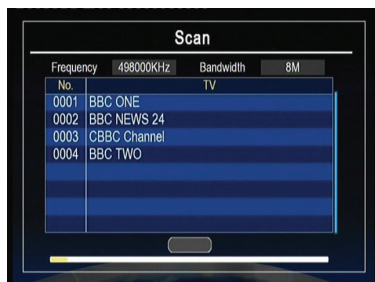 Scan
Frequency 498000KHz Bandwidth 8M
No. TV
0001 BBC ONE
0002 BBC NEWS 24
0003 CBBC Channel
0004 BBC TWO